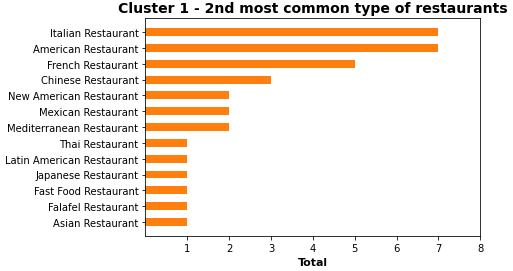 Cluster 1 - 2nd most common type of restaurants
Italian Restaurant
American Restaurant
French Restaurant
Chinese Restaurant
New American Restaurant
Mexican Restaurant
Mediterranean Restaurant
Thai Restaurant
Latin American Restaurant
Japanese Restaurant
Fast Food Restaurant
Falafel Restaurant
Asian Restaurant
1 2 3 4 5 6 7 8
Total